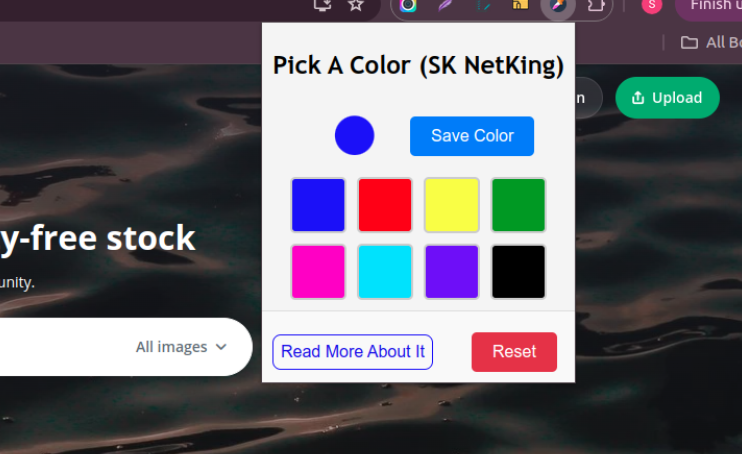 S
Finish u
All Bo
Pick A Color (SK NetKing)
n
Upload
Save Color
y-free stock
unity.
All images
Read More About It
Reset